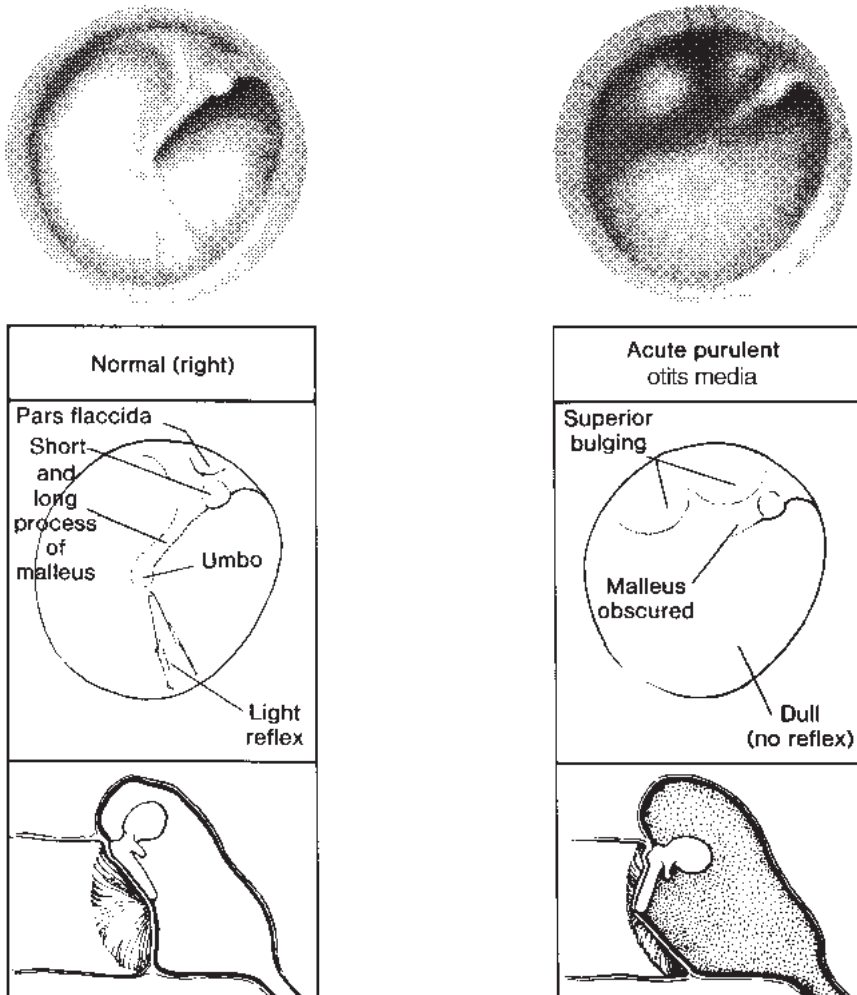 Normal (right)
Pars flaccida
Short
and
long
process
of
malleus
Umbo
Light
reflex
Acute purulent
otits media
Superior
bulging
Malleus
obscured
Dull
(no reflex)